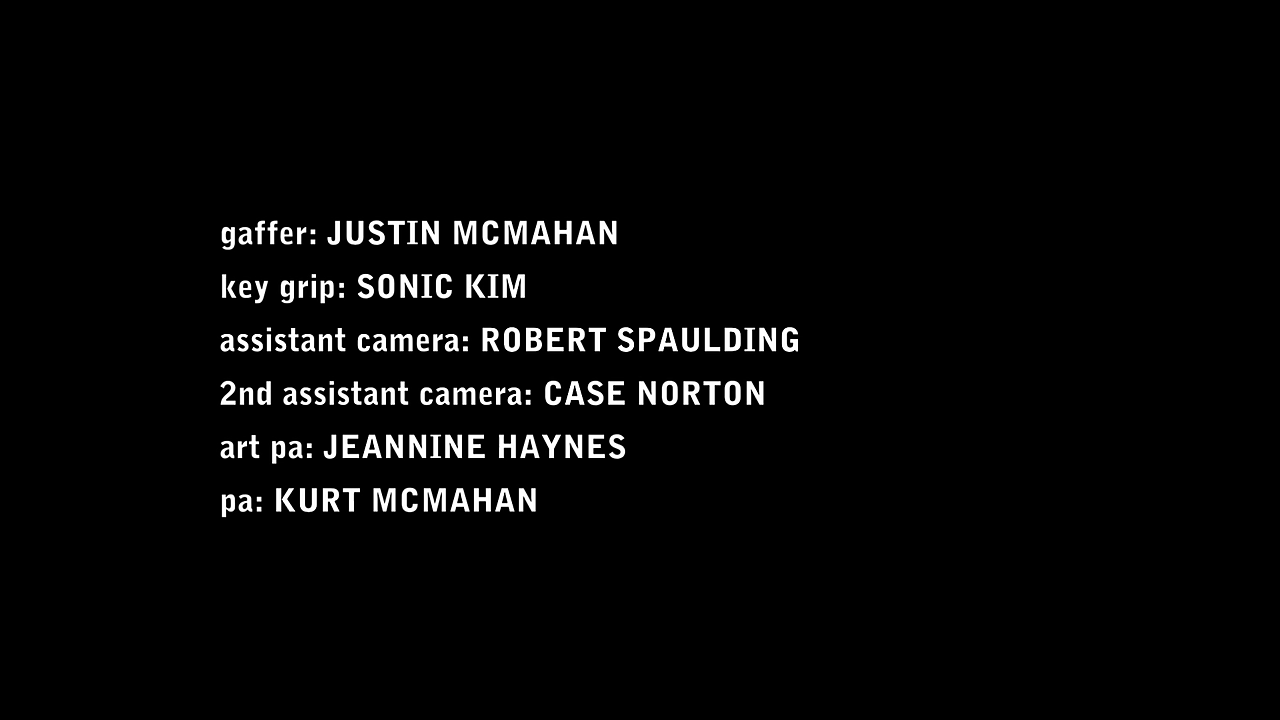 gaffer: JUSTIN MCMAHAN
key grip: SONIC KIM
assistant camera: ROBERT SPAULDING
2nd assistant camera: CASE NORTON
art pa: JEANNINE HAYNES
pa: KURT MCMAHAN